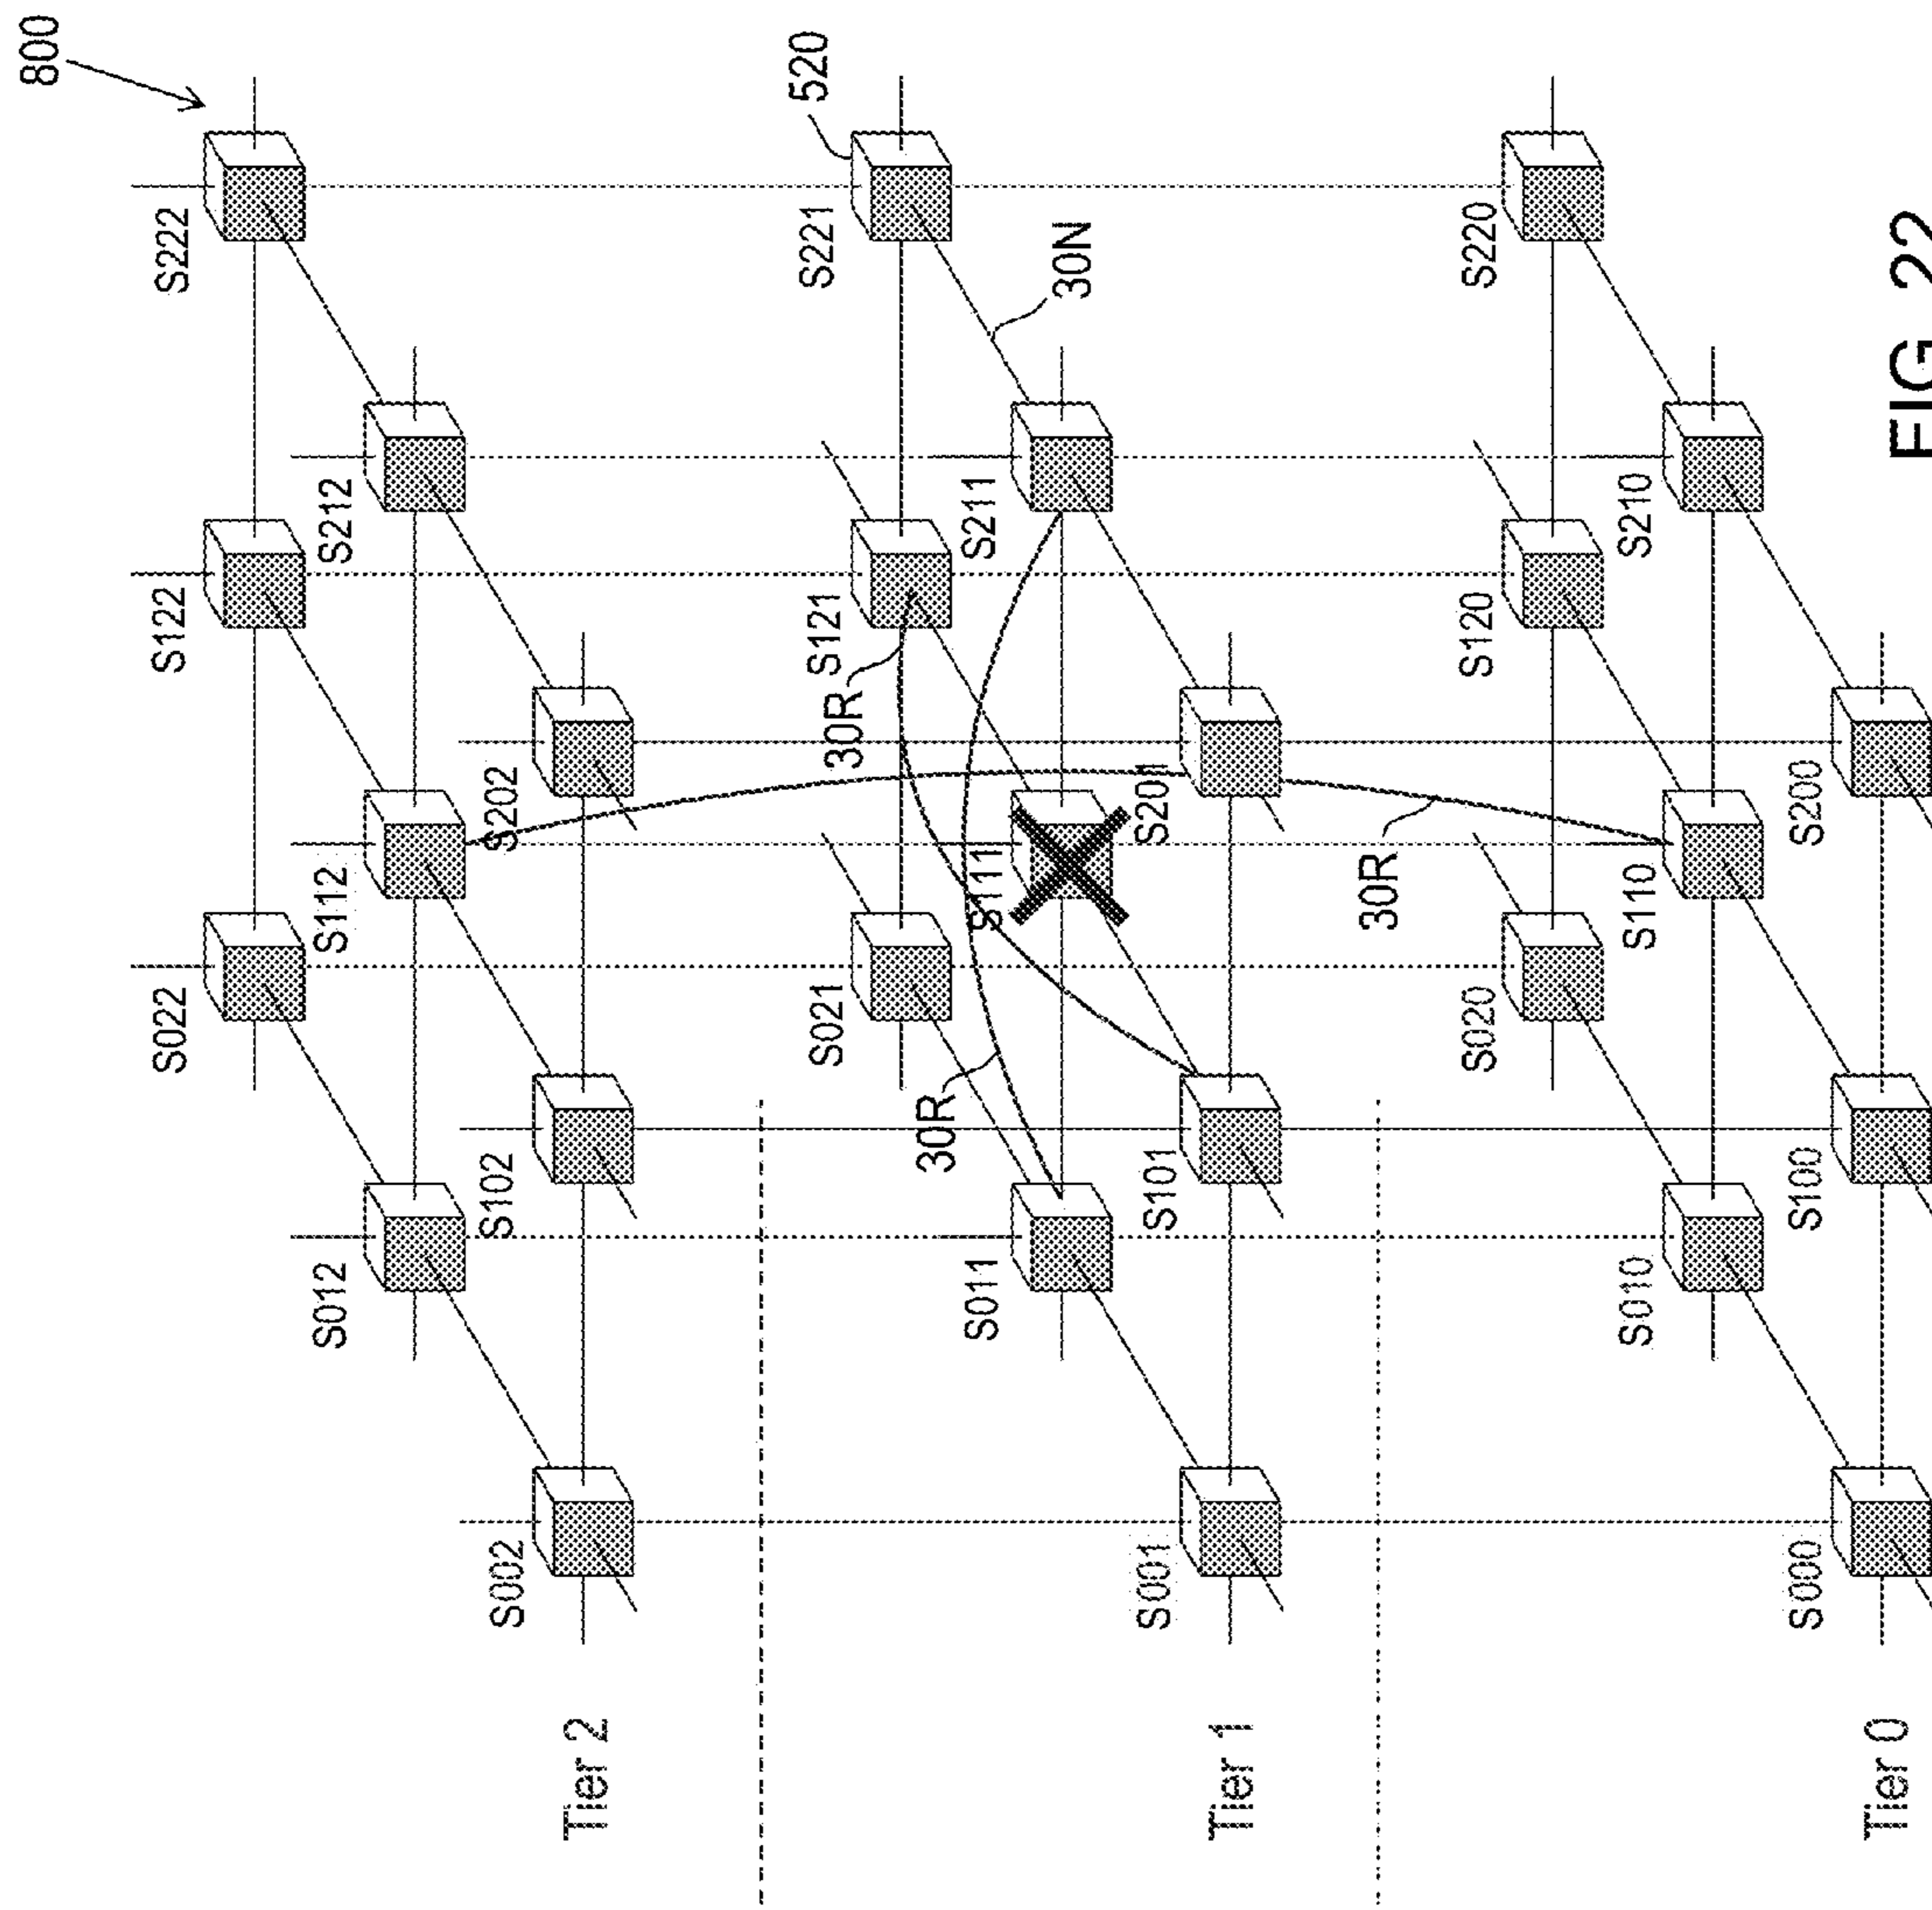 800
S022
S122
S222
S012
S112
S212
S002
S102
S202
Tier 2
520
S021
S121
S221
30R
30N
S011
S111
S211
30R
S001
S101
S201
Tier 1
30R
S020
S120
S220
S010
S110
S210
S000
S100
S200
Tier 0
FIG. 22